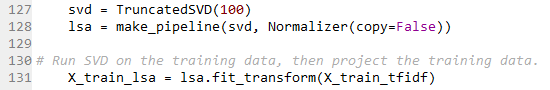 127 svd = TruncatedSVD(100)
128 lsa = make_pipeline(svd, Normalizer(copy=False))
129
130 # Run SVD on the training data, then project the training data.
131 X_train_lsa = lsa.fit_transform(X_train_tfidf)